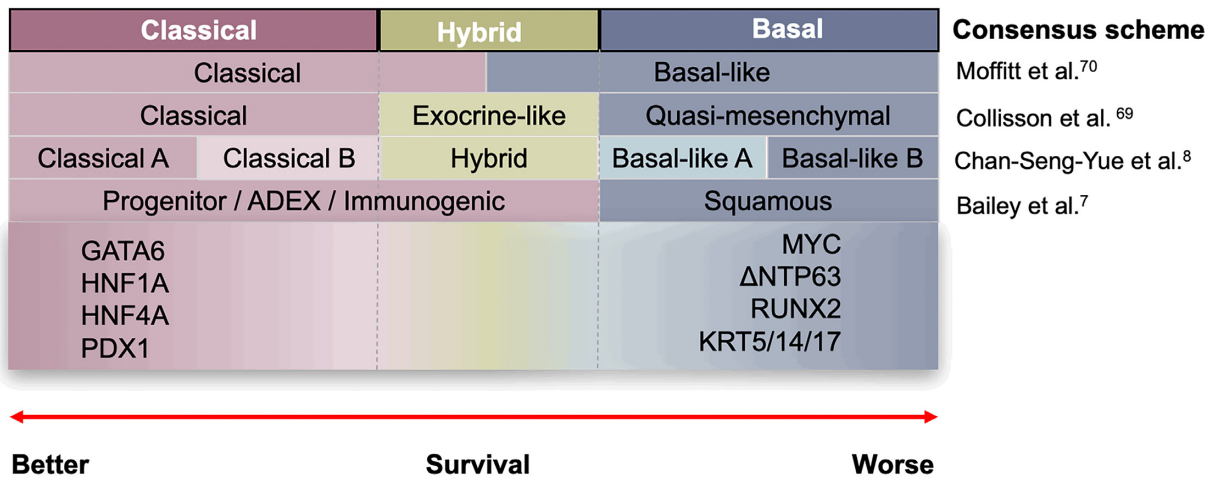 Classical Hybrid Basal Consensus scheme
Classical Basal-like Moffitt et al.70
Classical Exocrine-like Quasi-mesenchymal Collisson et al. 69
Classical A Classical B Hybrid Basal-like A Basal-like B Chan-Seng-Yue et al.8
Progenitor / ADEX / Immunogenic Squamous Bailey et al.7
GATA6 MYC
HNF1A ΔNTP63
HNF4A RUNX2
PDX1 KRT5/14/17
Better Survival Worse